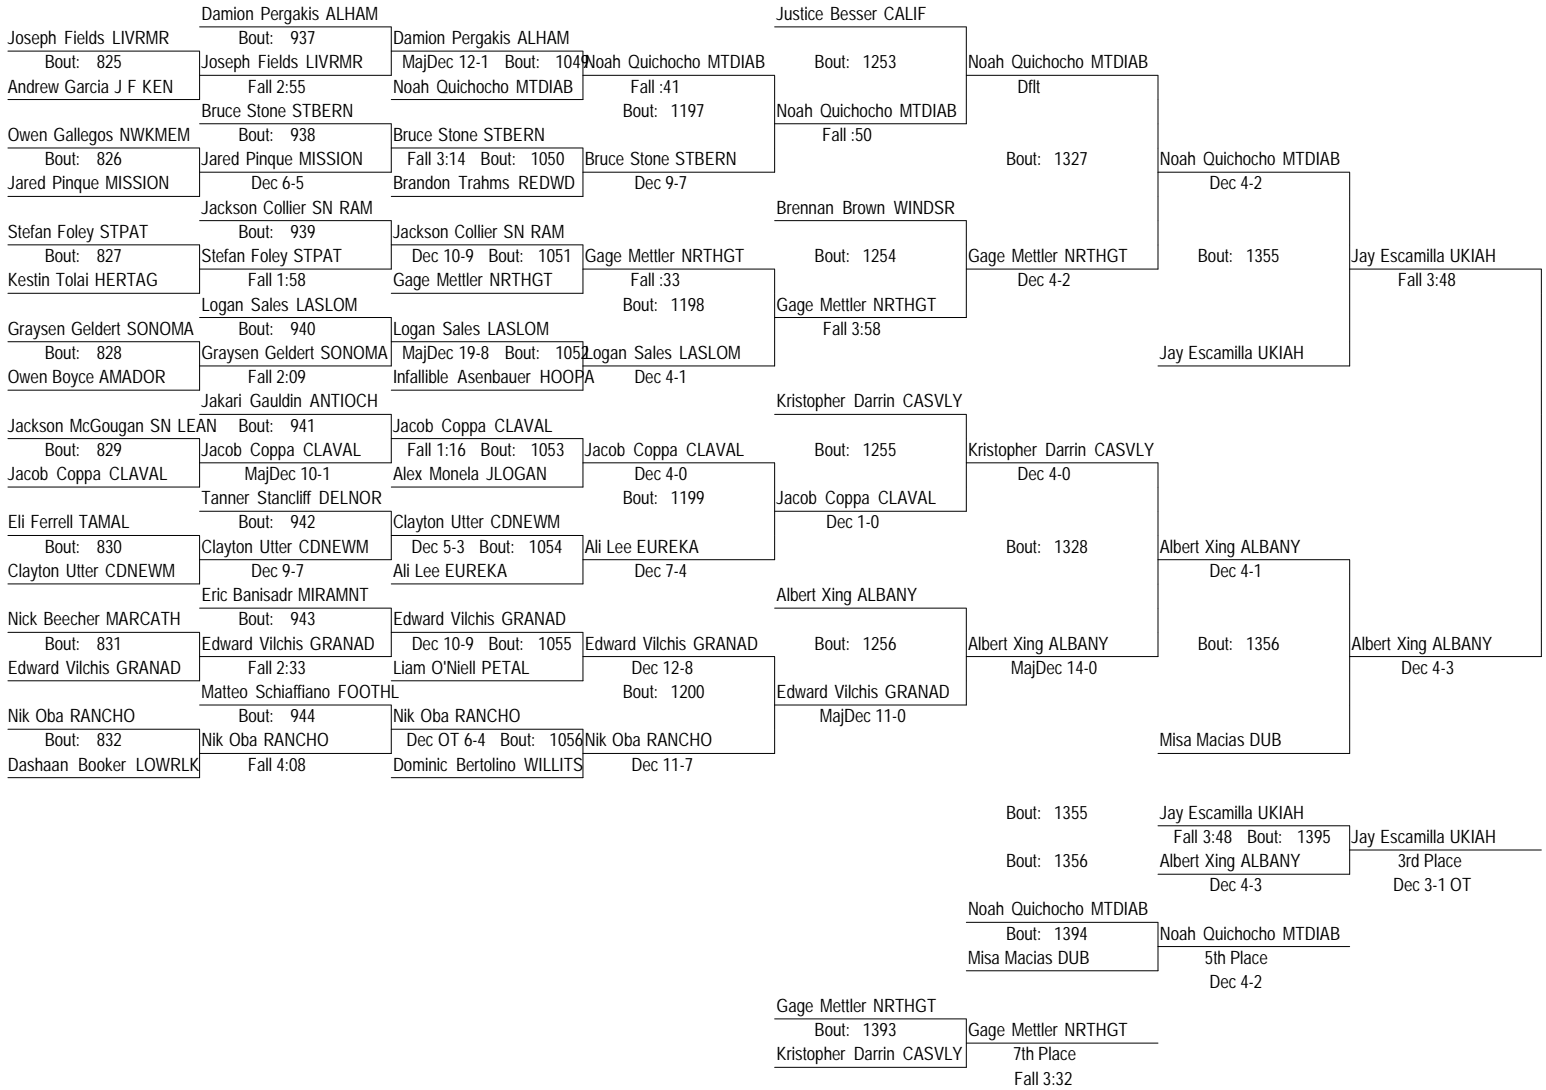 Damion Pergakis ALHAM
Justice Besser CALIF
Joseph Fields LIVRMR
Bout: 937
Damion Pergakis ALHAM
Bout: 825
Joseph Fields LIVRMR
MajDec 12-1 Bout: 1049
Noah Quichocho MTDIAB
Bout: 1253
Noah Quichocho MTDIAB
Andrew Garcia J F KEN
Fall 2:55
Noah Quichocho MTDIAB
Fall :41
Dflt
Bruce Stone STBERN
Bout: 1197
Noah Quichocho MTDIAB
Owen Gallegos NWKMEM
Bout: 938
Bruce Stone STBERN
Fall :50
Bout: 826
Jared Pinque MISSION
Fall 3:14 Bout: 1050
Bruce Stone STBERN
Bout: 1327
Noah Quichocho MTDIAB
Jared Pinque MISSION
Dec 6-5
Brandon Trahms REDWD
Dec 9-7
Dec 4-2
Jackson Collier SN RAM
Brennan Brown WINDSR
Stefan Foley STPAT
Bout: 939
Jackson Collier SN RAM
Bout: 827
Stefan Foley STPAT
Dec 10-9 Bout: 1051
Gage Mettler NRTHGT
Bout: 1254
Gage Mettler NRTHGT
Bout: 1355
Jay Escamilla UKIAH
Kestin Tolai HERTAG
Fall 1:58
Gage Mettler NRTHGT
Fall :33
Dec 4-2
Fall 3:48
Logan Sales LASLOM
Bout: 1198
Gage Mettler NRTHGT
Graysen Geldert SONOMA
Bout: 940
Logan Sales LASLOM
Fall 3:58
Bout: 828
Graysen Geldert SONOMA
MajDec 19-8 Bout: 1052
Logan Sales LASLOM
Jay Escamilla UKIAH
Owen Boyce AMADOR
Fall 2:09
Infallible Asenbauer HOOPA
Dec 4-1
Jakari Gauldin ANTIOCH
Kristopher Darrin CASVLY
Jackson McGougan SN LEAN
Bout: 941
Jacob Coppa CLAVAL
Bout: 829
Jacob Coppa CLAVAL
Fall 1:16 Bout: 1053
Jacob Coppa CLAVAL
Bout: 1255
Kristopher Darrin CASVLY
Jacob Coppa CLAVAL
MajDec 10-1
Alex Monela JLOGAN
Dec 4-0
Dec 4-0
Tanner Stancliff DELNOR
Bout: 1199
Jacob Coppa CLAVAL
Eli Ferrell TAMAL
Bout: 942
Clayton Utter CDNEWM
Dec 1-0
Bout: 830
Clayton Utter CDNEWM
Dec 5-3 Bout: 1054
Ali Lee EUREKA
Bout: 1328
Albert Xing ALBANY
Clayton Utter CDNEWM
Dec 9-7
Ali Lee EUREKA
Dec 7-4
Dec 4-1
Eric Banisadr MIRAMNT
Albert Xing ALBANY
Nick Beecher MARCATH
Bout: 943
Edward Vilchis GRANAD
Bout: 831
Edward Vilchis GRANAD
Dec 10-9 Bout: 1055
Edward Vilchis GRANAD
Bout: 1256
Albert Xing ALBANY
Bout: 1356
Albert Xing ALBANY
Edward Vilchis GRANAD
Fall 2:33
Liam O'Niell PETAL
Dec 12-8
MajDec 14-0
Dec 4-3
Matteo Schiaffiano FOOTHL
Bout: 1200
Edward Vilchis GRANAD
Nik Oba RANCHO
Bout: 944
Nik Oba RANCHO
MajDec 11-0
Bout: 832
Nik Oba RANCHO
Dec OT 6-4 Bout: 1056
Nik Oba RANCHO
Misa Macias DUB
Dashaan Booker LOWRLK
Fall 4:08
Dominic Bertolino WILLITS
Dec 11-7
Bout: 1355
Jay Escamilla UKIAH
Fall 3:48 Bout: 1395
Jay Escamilla UKIAH
Bout: 1356
Albert Xing ALBANY
3rd Place
Dec 4-3
Dec 3-1 OT
Noah Quichocho MTDIAB
Bout: 1394
Noah Quichocho MTDIAB
Misa Macias DUB
5th Place
Dec 4-2
Gage Mettler NRTHGT
Bout: 1393
Gage Mettler NRTHGT
Kristopher Darrin CASVLY
7th Place
Fall 3:32